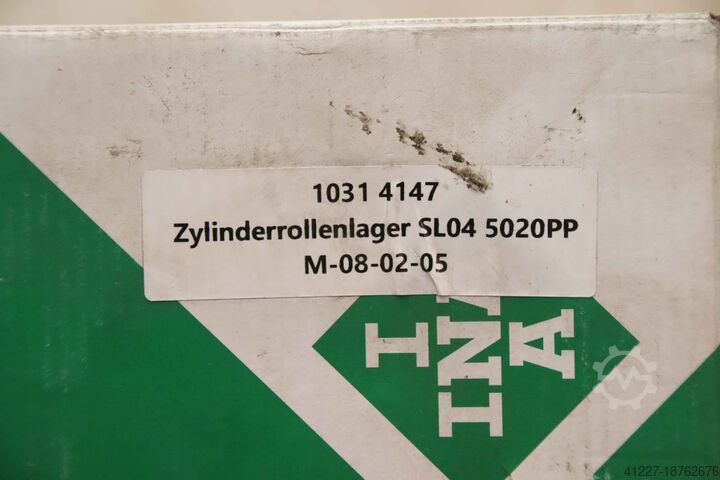 1031 4147
Zylinderrollenlager SL04 5020PP
M-08-02-05
I
INA
A
41227-18762676